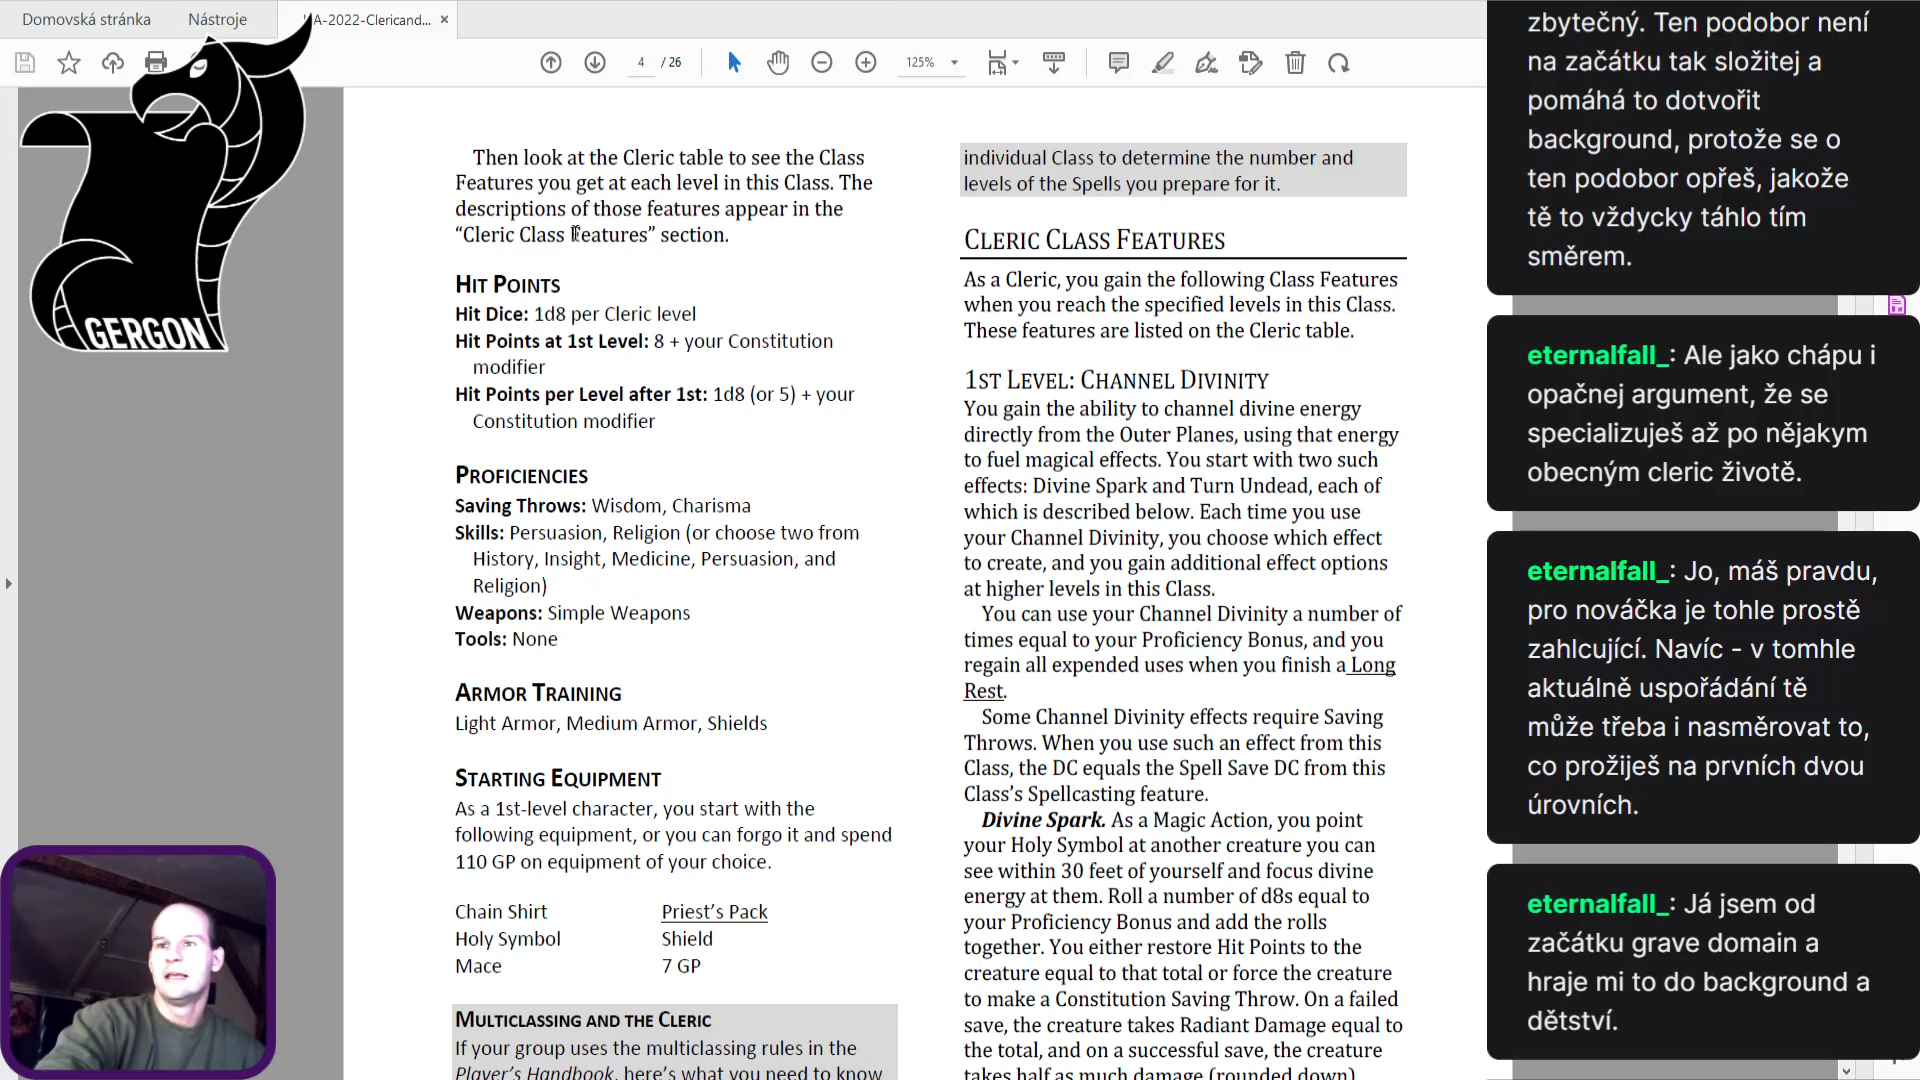 Domovská stránka
Nástroje
A-2022-Clericand...
4 / 26
125%
GERGON
Then look at the Cleric table to see the Class
Features you get at each level in this Class. The
descriptions of those features appear in the
“Cleric Class Features” section.
HIT POINTS
Hit Dice: 1d8 per Cleric level
Hit Points at 1st Level: 8 + your Constitution
modifier
Hit Points per Level after 1st: 1d8 (or 5) + your
Constitution modifier
PROFICIENCIES
Saving Throws: Wisdom, Charisma
Skills: Persuasion, Religion (or choose two from
History, Insight, Medicine, Persuasion, and
Religion)
Weapons: Simple Weapons
Tools: None
ARMOR TRAINING
Light Armor, Medium Armor, Shields
STARTING EQUIPMENT
As a 1st-level character, you start with the
following equipment, or you can forgo it and spend
110 GP on equipment of your choice.
Chain Shirt Priest’s Pack
Holy Symbol Shield
Mace 7 GP
MULTICLASSING AND THE CLERIC
If your group uses the multiclassing rules in the
Player’s Handbook, here’s what you need to know
individual Class to determine the number and
levels of the Spells you prepare for it.
CLERIC CLASS FEATURES
As a Cleric, you gain the following Class Features
when you reach the specified levels in this Class.
These features are listed on the Cleric table.
1ST LEVEL: CHANNEL DIVINITY
You gain the ability to channel divine energy
directly from the Outer Planes, using that energy
to fuel magical effects. You start with two such
effects: Divine Spark and Turn Undead, each of
which is described below. Each time you use
your Channel Divinity, you choose which effect
to create, and you gain additional effect options
at higher levels in this Class.
You can use your Channel Divinity a number of
times equal to your Proficiency Bonus, and you
regain all expended uses when you finish a Long
Rest.
Some Channel Divinity effects require Saving
Throws. When you use such an effect from this
Class, the DC equals the Spell Save DC from this
Class’s Spellcasting feature.
Divine Spark. As a Magic Action, you point
your Holy Symbol at another creature you can
see within 30 feet of yourself and focus divine
energy at them. Roll a number of d8s equal to
your Proficiency Bonus and add the rolls
together. You either restore Hit Points to the
creature equal to that total or force the creature
to make a Constitution Saving Throw. On a failed
save, the creature takes Radiant Damage equal to
the total, and on a successful save, the creature
takes half as much damage (rounded down).
zbytečný. Ten podobor není
na začátku tak složitej a
pomáhá to dotvořit
background, protože se o
ten podobor opřeš, jakože
tě to vždycky táhlo tím
směrem.
eternalfall_: Ale jako chápu i
opačnej argument, že se
specializuješ až po nějakym
obecným cleric životě.
eternalfall_: Jo, máš pravdu,
pro nováčka je tohle prostě
zahlcující. Navíc - v tomhle
aktuálně uspořádání tě
může třeba i nasměrovat to,
co prožiješ na prvních dvou
úrovních.
eternalfall_: Já jsem od
začátku grave domain a
hraje mi to do background a
dětství.